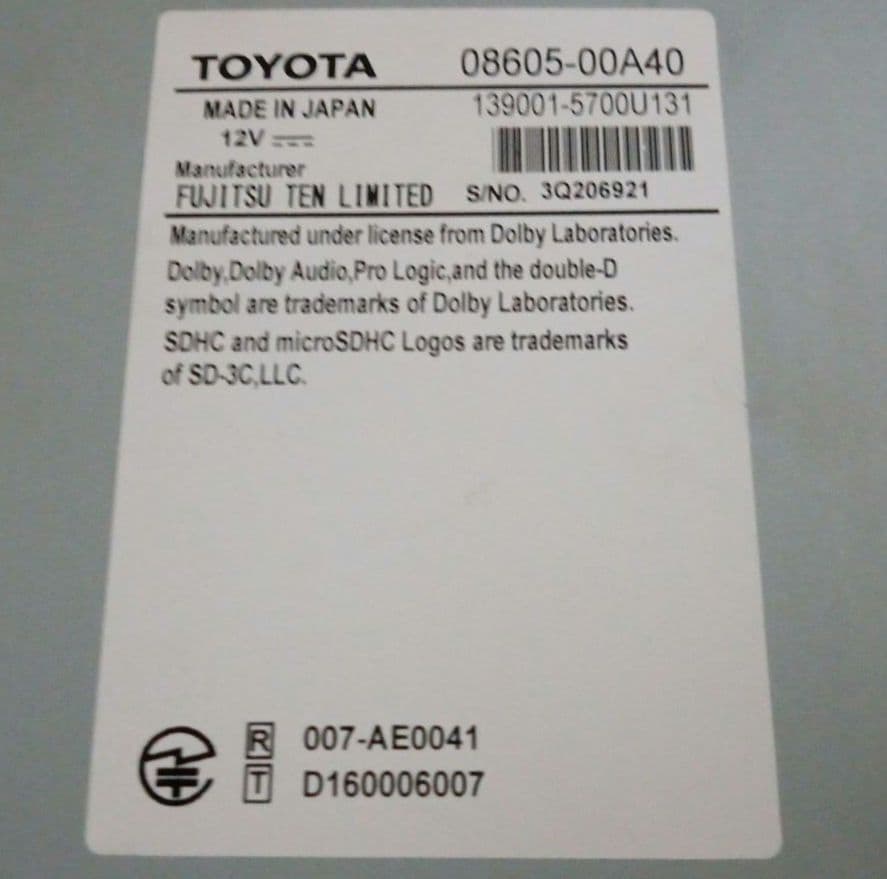 TOYOTA 08605-00A40
MADE IN JAPAN 139001-5700U131
12V
Manufacturer
FUJITSU TEN LIMITED S/NO. 3Q206921
Manufactured under license from Dolby Laboratories.
Dolby,Dolby Audio,Pro Logic,and the double-D
symbol are trademarks of Dolby Laboratories.
SDHC and microSDHC Logos are trademarks
of SD-3C,LLC.
R 007-AE0041
T D160006007